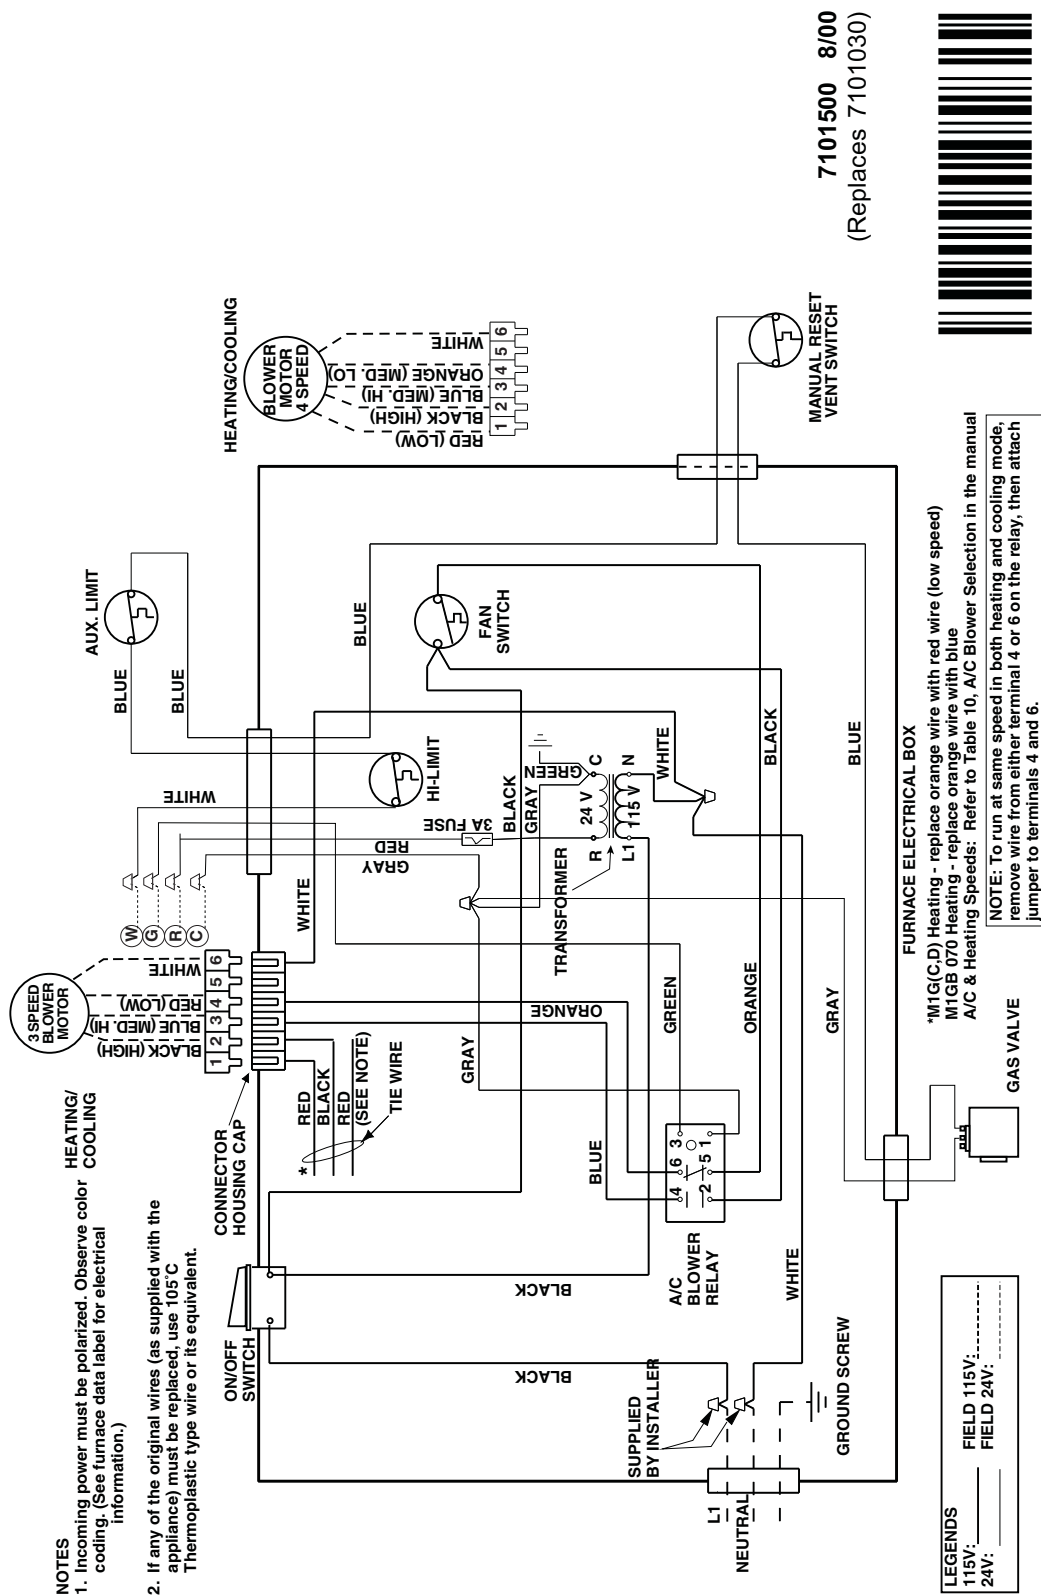 NOTES
1. Incoming power must be polarized. Observe color
coding. (See furnace data label for electrical
information.)
2. If any of the original wires (as supplied with the
appliance) must be replaced, use 105°C
Thermoplastic type wire or its equivalent.
HEATING/
COOLING
3 SPEED
BLOWER
MOTOR
BLACK (HIGH)
BLUE (MED. HI)
RED (LOW)
WHITE
1 2 3 4 5 6
W
G
R
C
AUX. LIMIT
BLUE
BLUE
HEATING/COOLING
BLOWER
MOTOR
4 SPEED
RED (LOW)
BLACK (HIGH)
BLUE (MED. HI)
ORANGE (MED. LO)
WHITE
1 2 3 4 5 6
7101500 8/00
(Replaces 7101030)
CONNECTOR
HOUSING CAP
ON/OFF
SWITCH
*
RED
BLACK
RED
(SEE NOTE)
TIE WIRE
WHITE
WHITE
HI-LIMIT
BLUE
3A FUSE
RED
GRAY
BLACK
GRAY
GREEN
FAN
SWITCH
TRANSFORMER
R
24 V
C
L1
115 V
N
WHITE
ORANGE
GRAY
BLUE
GREEN
ORANGE
BLACK
BLUE
GRAY
MANUAL RESET
VENT SWITCH
A/C
BLOWER
RELAY
4 6 3
2 5 1
BLACK
BLACK
WHITE
SUPPLIED
BY INSTALLER
L1
NEUTRAL
GROUND SCREW
FURNACE ELECTRICAL BOX
GAS VALVE
LEGENDS
115V:
24V:
FIELD 115V:
FIELD 24V:
*M1G(C,D) Heating - replace orange wire with red wire (low speed)
M1GB 070 Heating - replace orange wire with blue
A/C & Heating Speeds: Refer to Table 10, A/C Blower Selection in the manual
NOTE: To run at same speed in both heating and cooling mode,
remove wire from either terminal 4 or 6 on the relay, then attach
jumper to terminals 4 and 6.